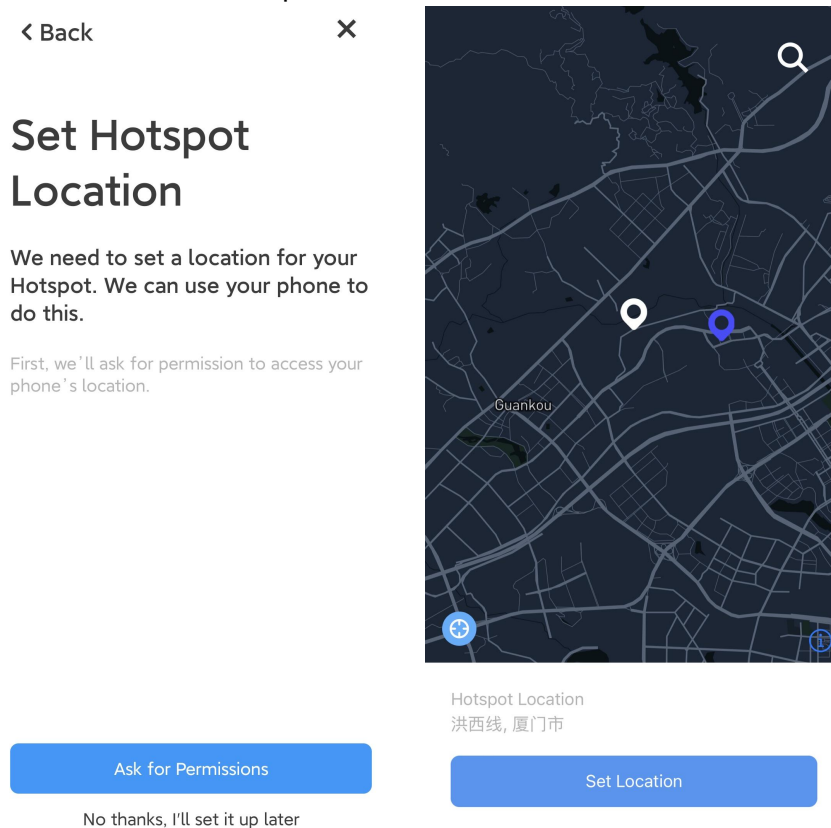 Back
Set Hotspot
Location
We need to set a location for your
Hotspot. We can use your phone to
do this.
First, we'll ask for permission to access your
phone's location.
Ask for Permissions
No thanks, I'll set it up later
Guankou
Hotspot Location
洪西线, 厦门市
Set Location